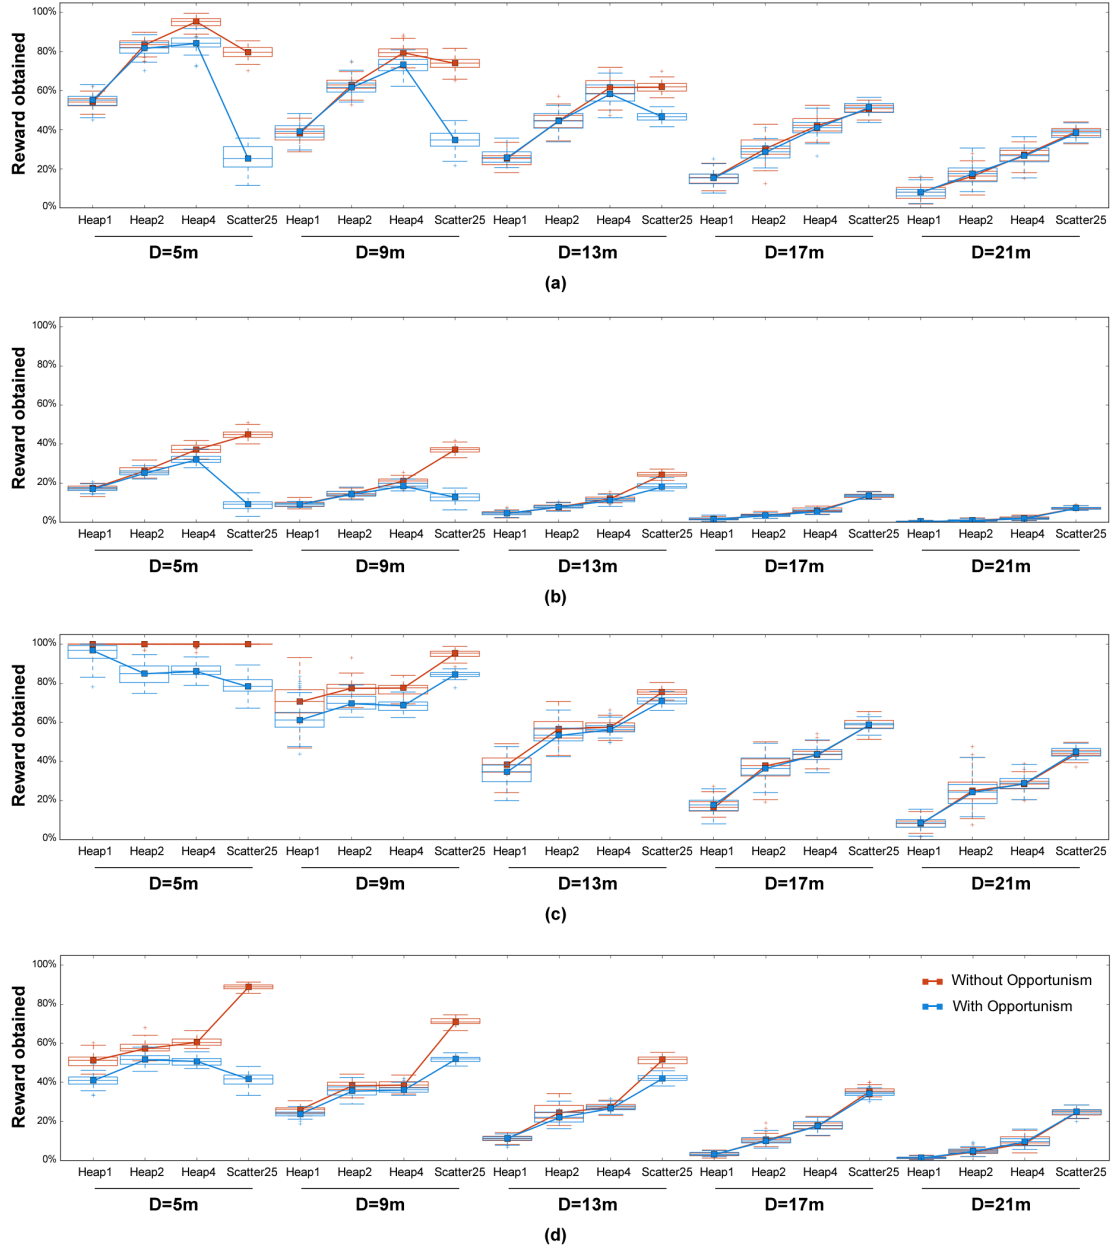 Reward obtained
100%
80%
60%
40%
20%
0%
Heap1 Heap2 Heap4 Scatter25 Heap1 Heap2 Heap4 Scatter25 Heap1 Heap2 Heap4 Scatter25 Heap1 Heap2 Heap4 Scatter25 Heap1 Heap2 Heap4 Scatter25
D=5m D=9m D=13m D=17m D=21m
(a)
Reward obtained
100%
80%
60%
40%
20%
0%
Heap1 Heap2 Heap4 Scatter25 Heap1 Heap2 Heap4 Scatter25 Heap1 Heap2 Heap4 Scatter25 Heap1 Heap2 Heap4 Scatter25 Heap1 Heap2 Heap4 Scatter25
D=5m D=9m D=13m D=17m D=21m
(b)
Reward obtained
100%
80%
60%
40%
20%
0%
Heap1 Heap2 Heap4 Scatter25 Heap1 Heap2 Heap4 Scatter25 Heap1 Heap2 Heap4 Scatter25 Heap1 Heap2 Heap4 Scatter25 Heap1 Heap2 Heap4 Scatter25
D=5m D=9m D=13m D=17m D=21m
(c)
Reward obtained
100%
80%
60%
40%
20%
0%
Without Opportunism
With Opportunism
Heap1 Heap2 Heap4 Scatter25 Heap1 Heap2 Heap4 Scatter25 Heap1 Heap2 Heap4 Scatter25 Heap1 Heap2 Heap4 Scatter25 Heap1 Heap2 Heap4 Scatter25
D=5m D=9m D=13m D=17m D=21m
(d)